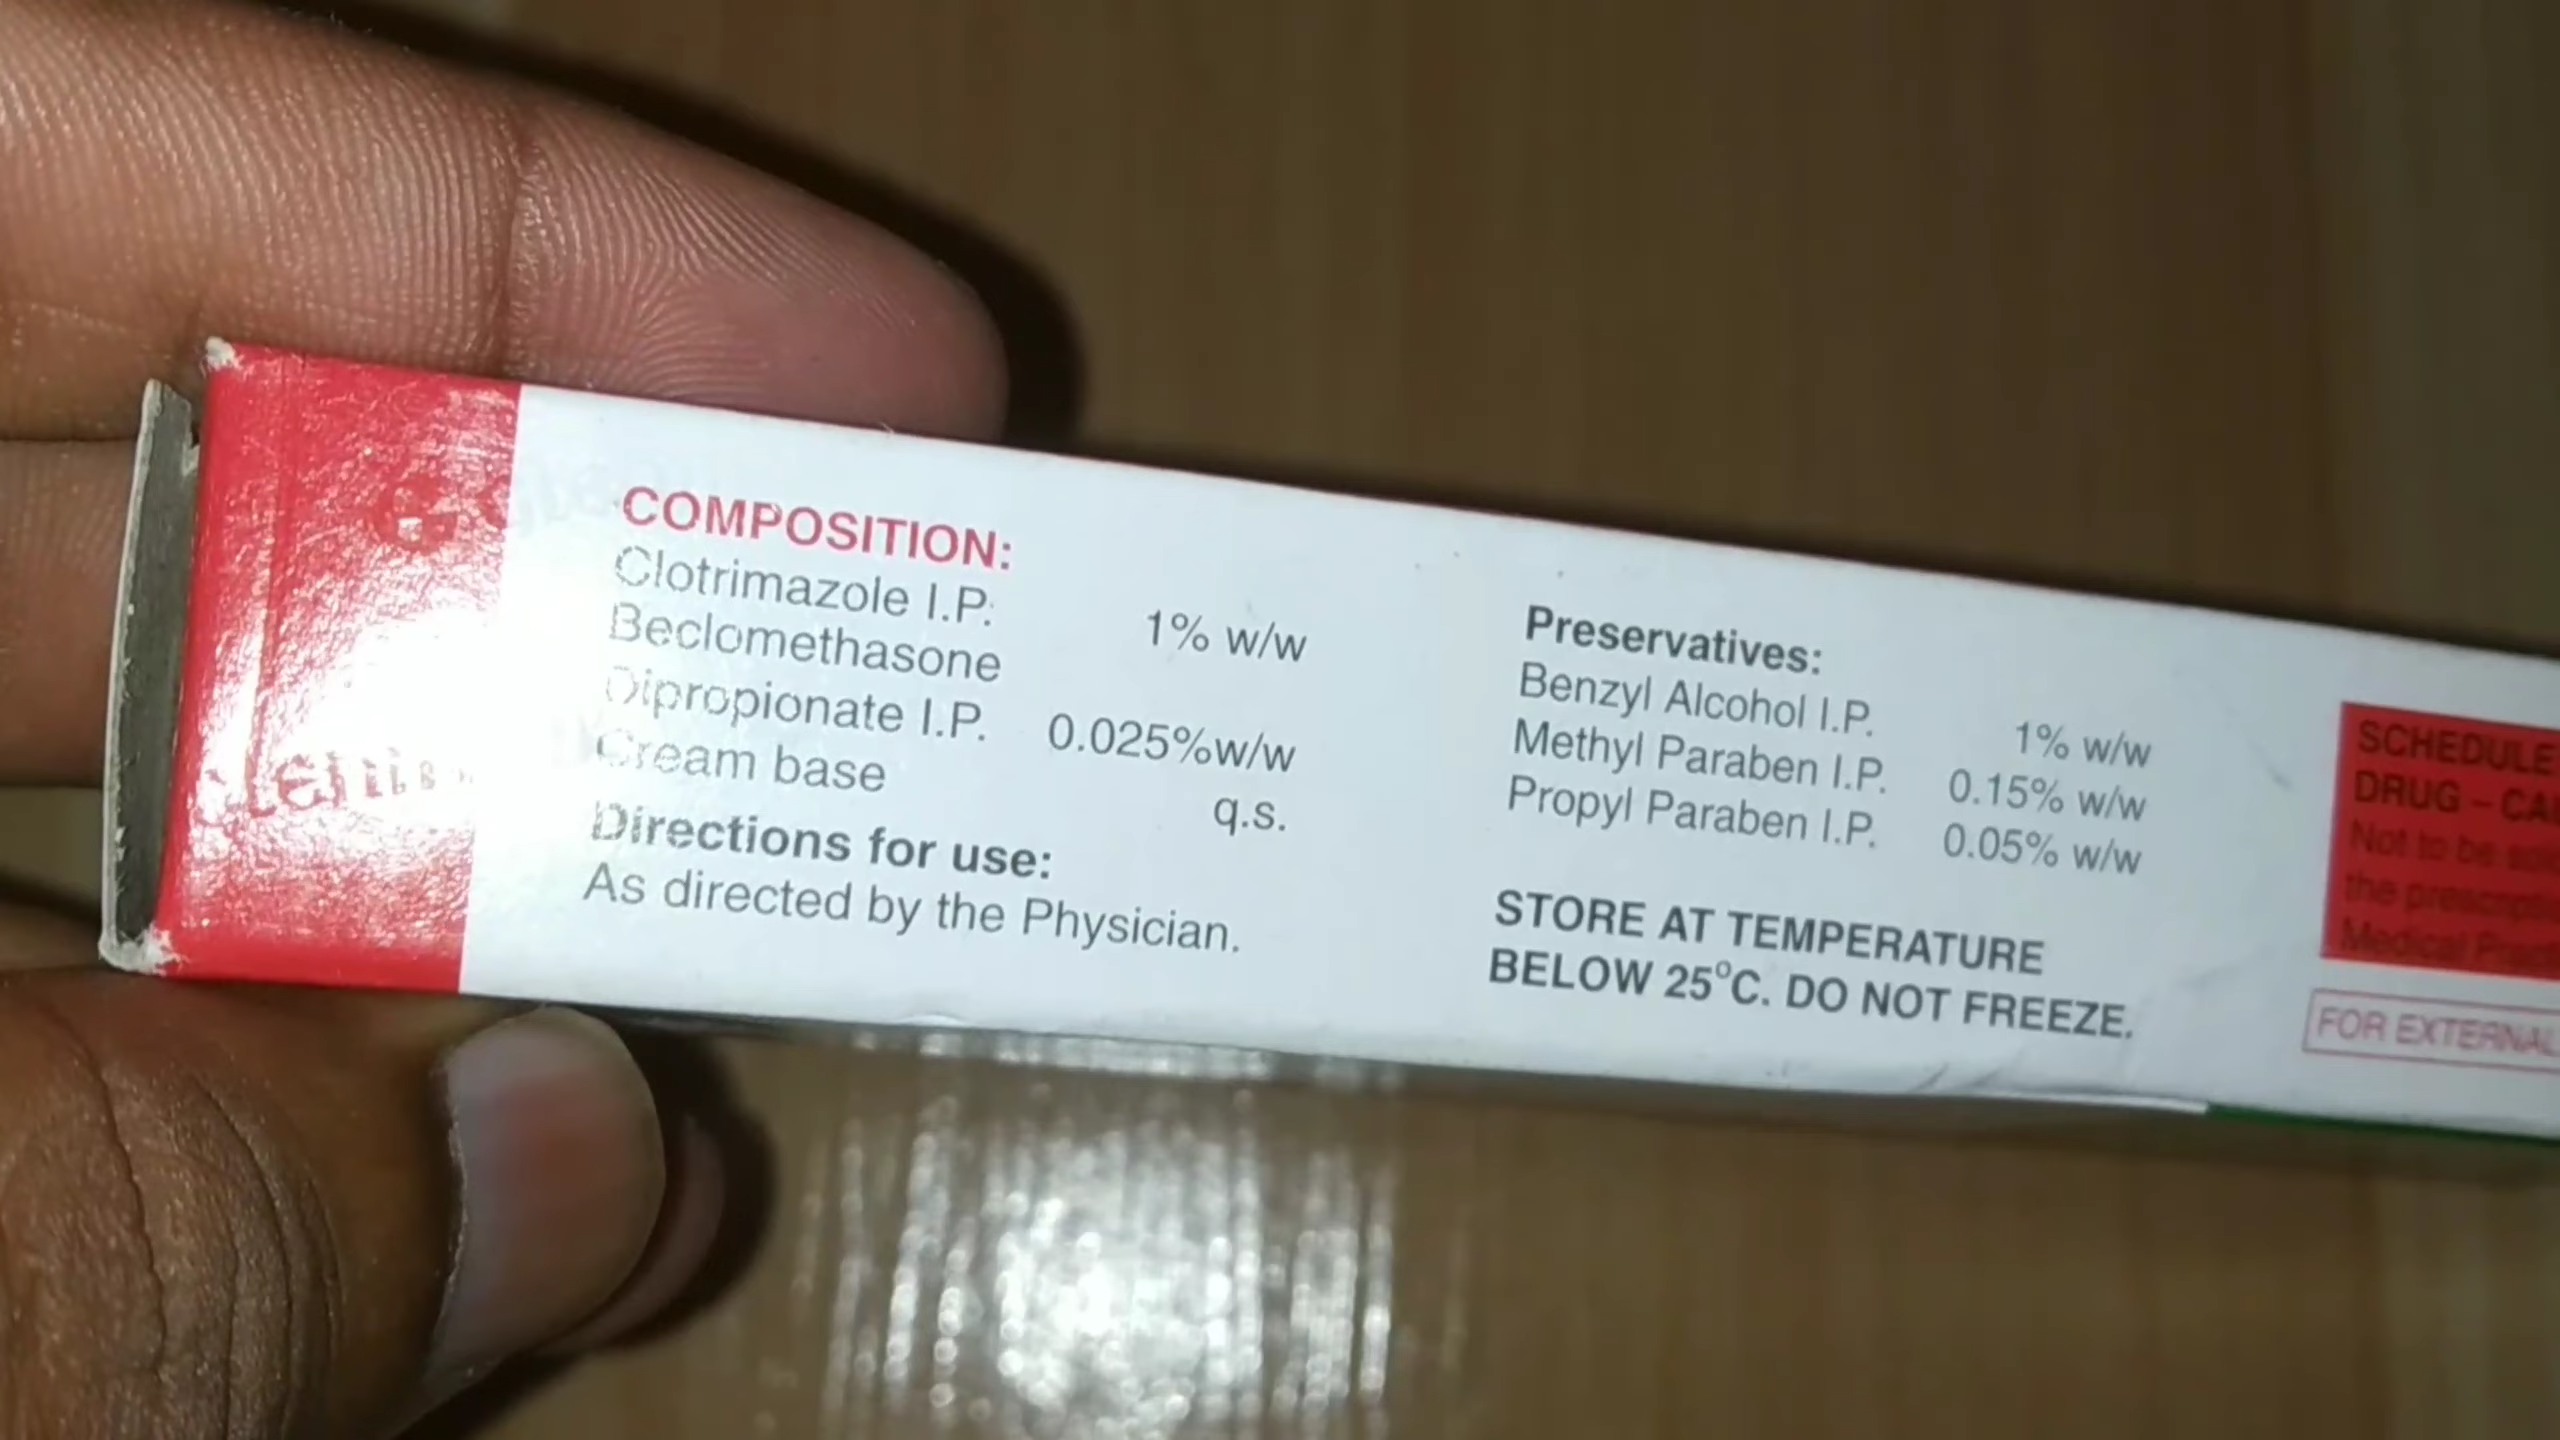 COMPOSITION:
Clotrimazole I.P. 1% w/w
Beclomethasone
Dipropionate I.P. 0.025%w/w
Cream base q.s.
Directions for use:
As directed by the Physician.
Preservatives:
Benzyl Alcohol I.P. 1% w/w
Methyl Paraben I.P. 0.15% w/w
Propyl Paraben I.P. 0.05% w/w
STORE AT TEMPERATURE
BELOW 25°C. DO NOT FREEZE.
SCHEDULE
DRUG –
Not to be
the
Medical
FOR EXTERNAL